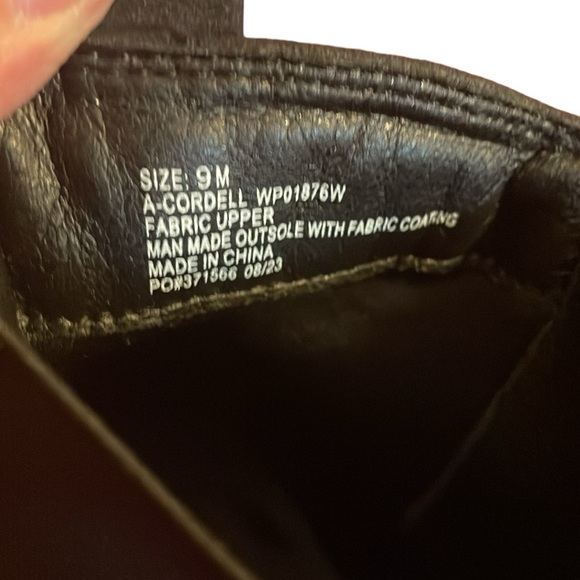 SIZE: 9 M
A-CORDELL WP01876W
FABRIC UPPER
MAN MADE OUTSOLE WITH FABRIC COATING
MADE IN CHINA
PO#371566 08/23